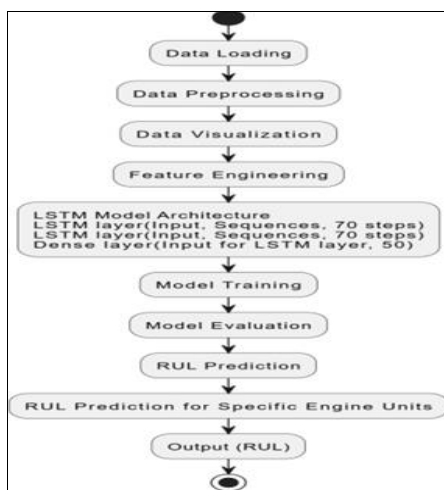 Data Loading
Data Preprocessing
Data Visualization
Feature Engineering
LSTM Model Architecture
LSTM layer(Input, Sequences, 70 steps)
LSTM layer(Input, Sequences, 70 steps)
Dense layer(Input for LSTM layer, 50)
Model Training
Model Evaluation
RUL Prediction
RUL Prediction for Specific Engine Units
Output (RUL)